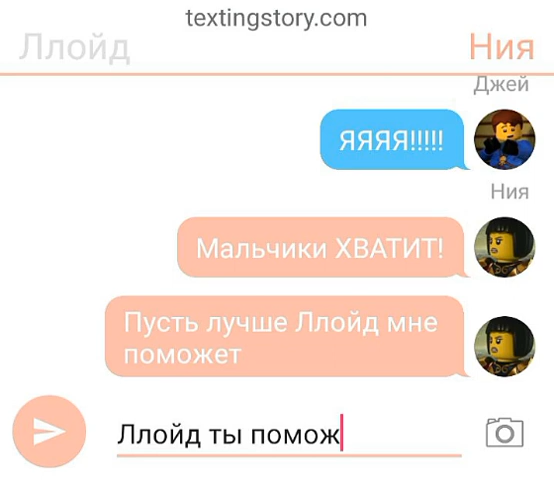 textingstory.com
Ллойд
Ния
Джей
ЯЯЯЯ!!!!!
Ния
Мальчики ХВАТИТ!
Пусть лучше Ллойд мне
поможет
Ллойд ты помож